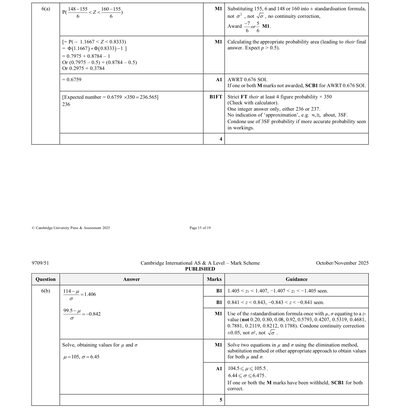 6(a)
P(148−155/6 < Z < 160−155/6)
M1
Substituting 155, 6 and 148 or 160 into ± standardisation formula,
not σ², not √σ, no continuity correction,
Award −7/6 or 5/6 M1.
[= P(− 1.1667 < Z < 0.8333)
= Φ(1.1667)+Φ(0.8333)−1 ]
= 0.7975 + 0.8784 − 1
Or (0.7975 − 0.5) + (0.8784 − 0.5)
Or 0.2975 + 0.3784
M1
Calculating the appropriate probability area (leading to their final
answer. Expect p > 0.5).
= 0.6759
A1
AWRT 0.676 SOI
If one or both M marks not awarded, SCB1 for AWRT 0.676 SOI
[Expected number = 0.6759 ×350 = 236.565]
236
B1FT
Strict FT their at least 4 figure probability × 350
(Check with calculator).
One integer answer only, either 236 or 237.
No indication of 'approximation', e.g. ≈, about.
Condone use of 3SF probability if more accurate probability seen
in workings.
4
© Cambridge University Press & Assessment 2025
Page 15 of 19
9709/51
Cambridge International AS & A Level – Mark Scheme
October/November 2025
PUBLISHED
Question
Answer
Marks
Guidance
6(b)
114−μ/σ = 1.406
B1
1.405 < z₁ < 1.407, −1.407 < z₁ < −1.405 seen.
99.5−μ/σ = −0.842
B1
0.841 < z < 0.843, −0.843 < z < −0.841 seen.
M1
Use of the ±standardisation formula once with μ, σ equating to a z-
value (not 0.20, 0.80, 0.08, 0.92, 0.5793, 0.4207, 0.5319, 0.4681,
0.7881, 0.2119, 0.8212, 0.1788). Condone continuity correction
±0.05, not σ², not √σ.
Solve, obtaining values for μ and σ
M1
Solve two equations in μ and σ using the elimination method,
substitution method or other appropriate approach to obtain values
for both μ and σ.
μ = 105, σ = 6.45
A1
104.5 ⩽ μ ⩽ 105.5
6.44 ⩽ σ ⩽ 6.475
If one or both the M marks have been withheld, SCB1 for both
correct.
5